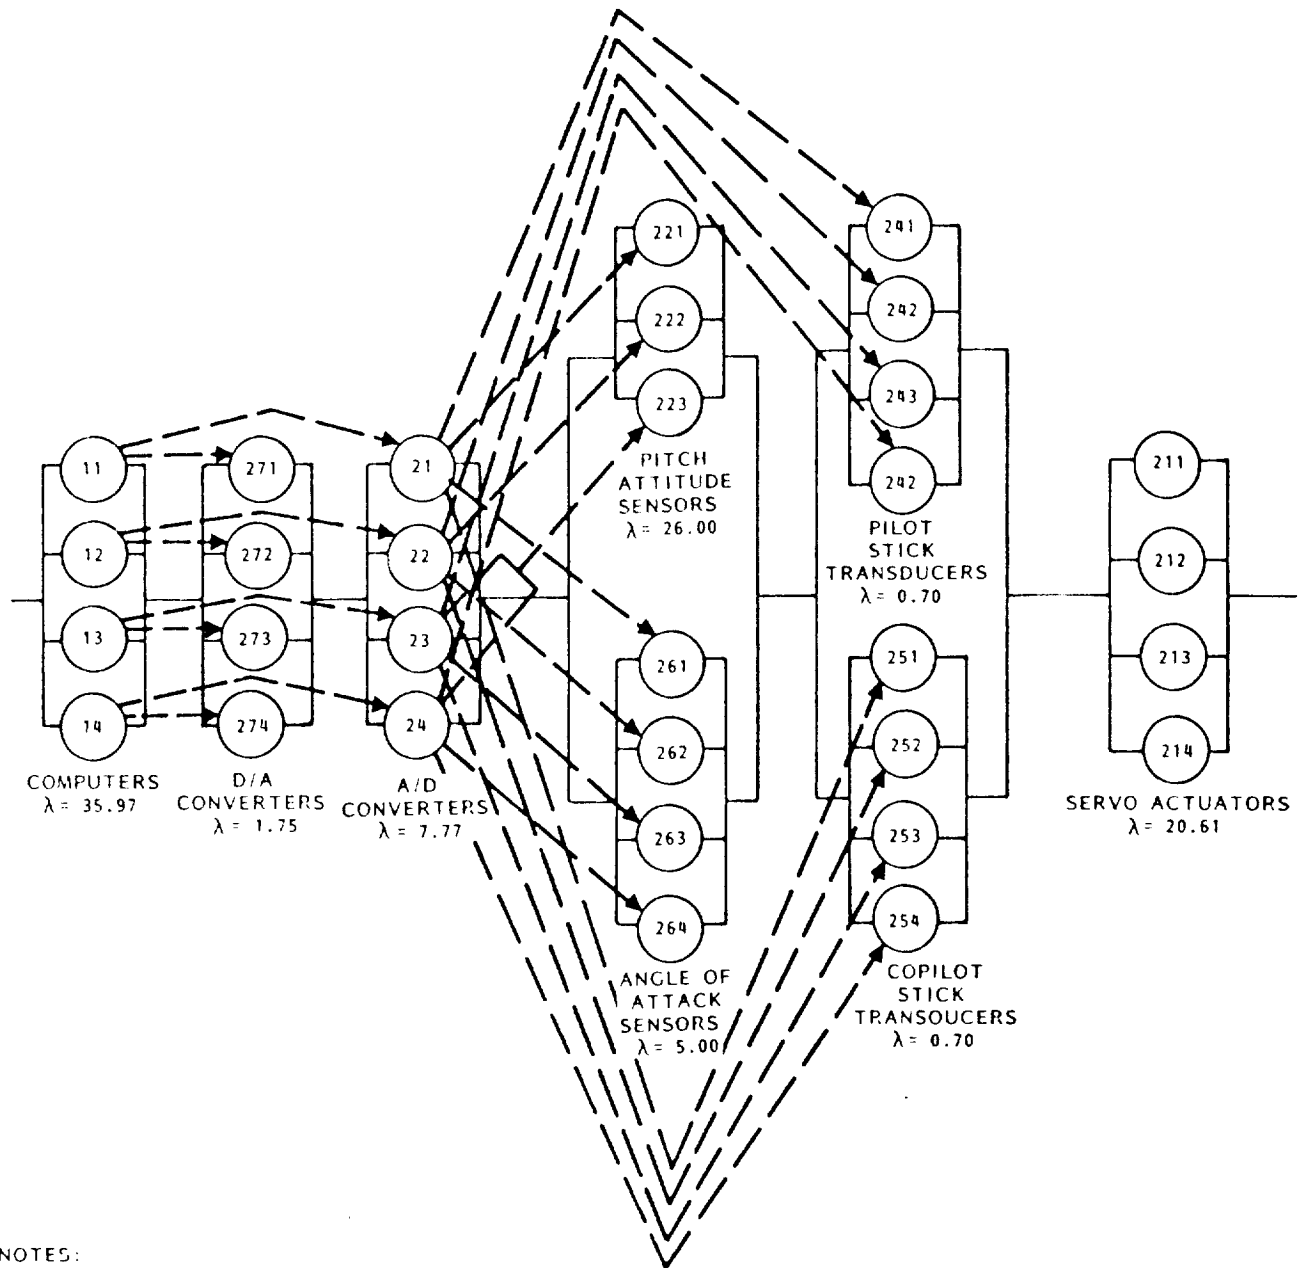 241
221
242
222
243
223
242
PITCH
ATTITUDE
SENSORS
λ= 26.00
PILOT
STICK
TRANSDUCERS
λ= 0.70
11
271
21
211
12
272
22
212
13
273
23
213
14
274
24
214
COMPUTERS
λ= 35.97
D/A
CONVERTERS
λ= 1.75
A/D
CONVERTERS
λ= 7.77
261
262
263
264
ANGLE OF
ATTACK
SENSORS
λ= 5.00
251
252
253
254
COPILOT
STICK
TRANSOUCERS
λ= 0.70
SERVO ACTUATORS
λ= 20.61
NOTES: